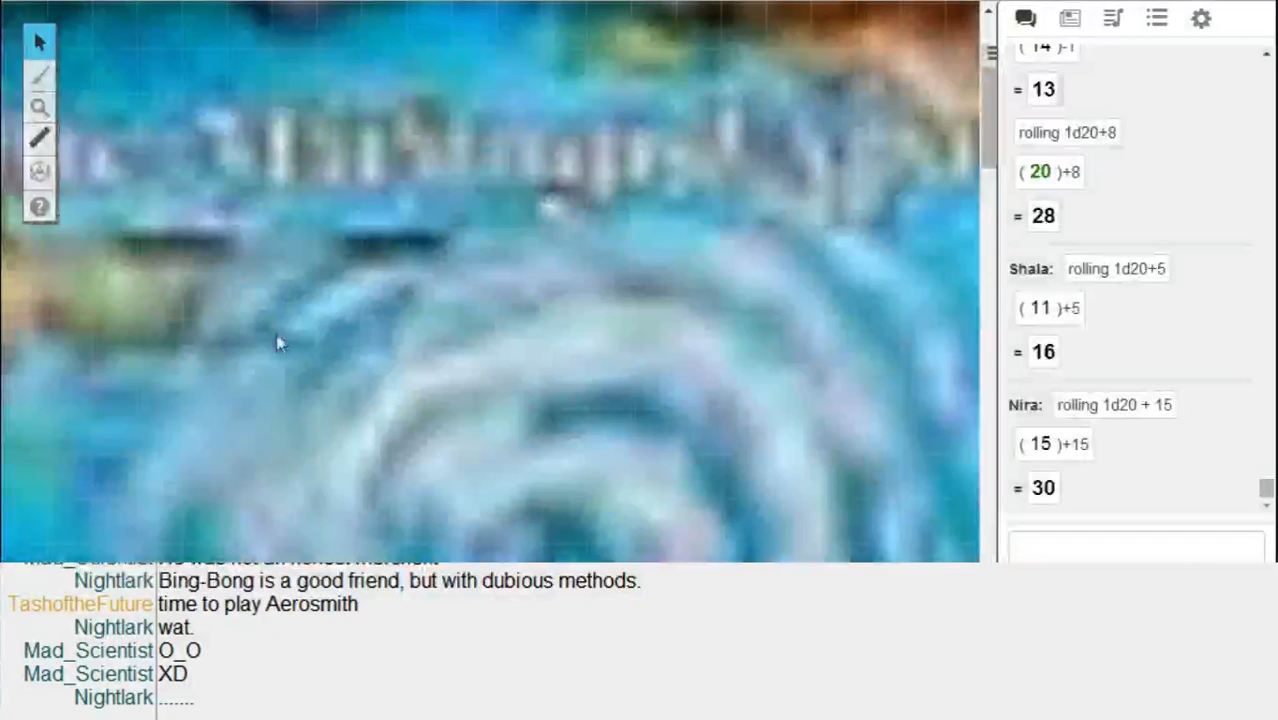 ( 14 )-1
= 13
rolling 1d20+8
( 20 )+8
= 28
Shala: rolling 1d20+5
( 11 )+5
= 16
Nira: rolling 1d20 + 15
( 15 )+15
= 30
Nightlark Bing-Bong is a good friend, but with dubious methods.
TashoftheFuture time to play Aerosmith
Nightlark wat.
Mad_Scientist O_O
Mad_Scientist XD
Nightlark .......